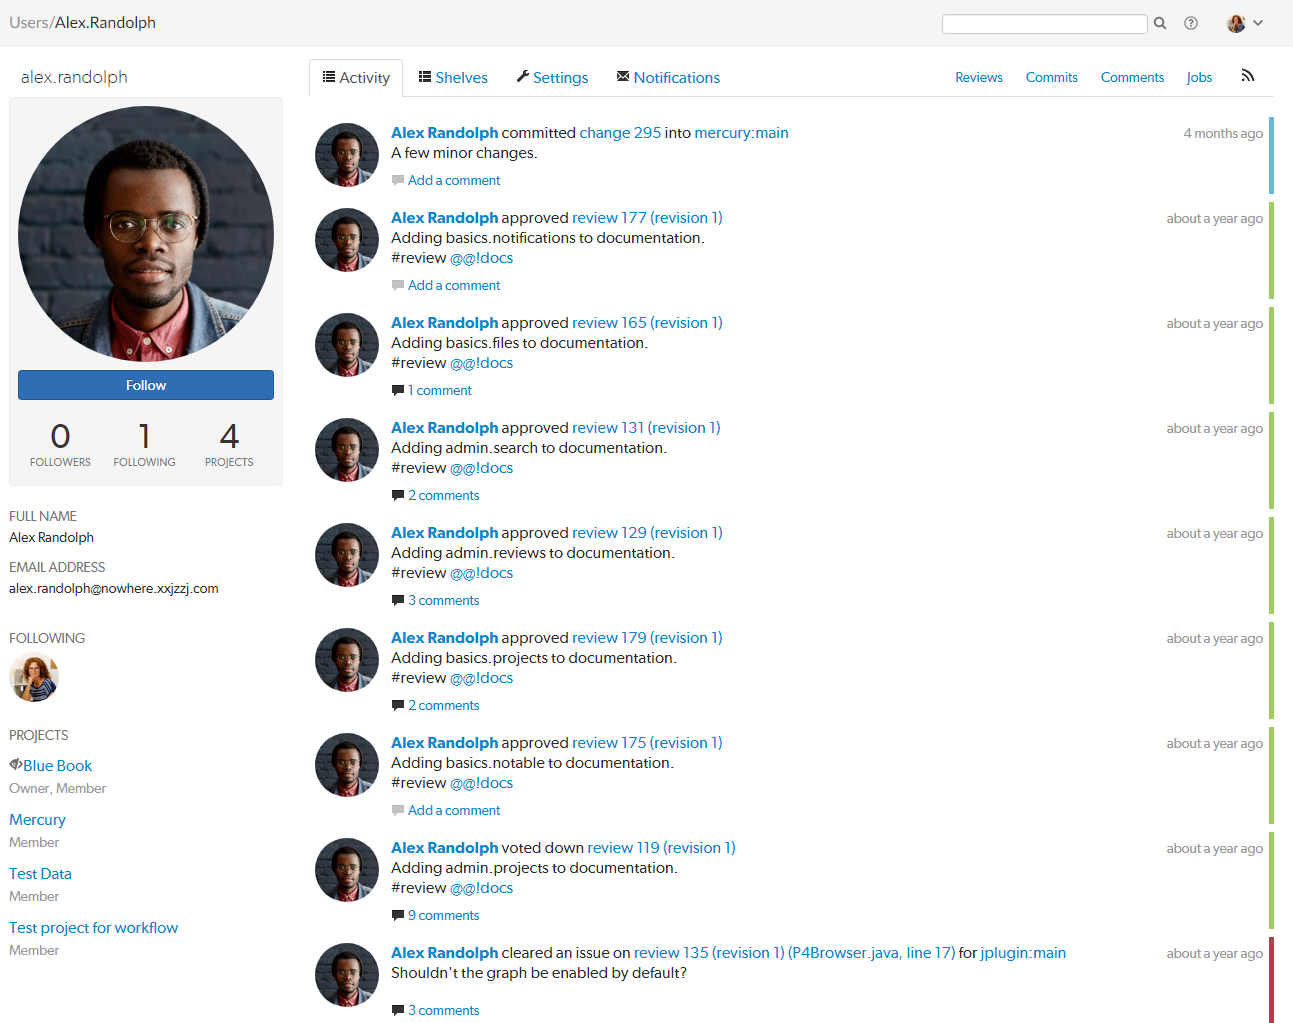 Users/Alex.Randolph
alex.randolph
Activity
Shelves
Settings
Notifications
Reviews
Commits
Comments
Jobs
Follow
0
1
4
FOLLOWERS
FOLLOWING
PROJECTS
FULL NAME
Alex Randolph
EMAIL ADDRESS
alex.randolph@nowhere.xxjzzj.com
FOLLOWING
PROJECTS
Blue Book
Owner, Member
Mercury
Member
Test Data
Member
Test project for workflow
Member
Alex Randolph committed change 295 into mercury:main
4 months ago
A few minor changes.
Add a comment
Alex Randolph approved review 177 (revision 1)
about a year ago
Adding basics.notifications to documentation.
#review @@!docs
Add a comment
Alex Randolph approved review 165 (revision 1)
about a year ago
Adding basics.files to documentation.
#review @@!docs
1 comment
Alex Randolph approved review 131 (revision 1)
about a year ago
Adding admin.search to documentation.
#review @@!docs
2 comments
Alex Randolph approved review 129 (revision 1)
about a year ago
Adding admin.reviews to documentation.
#review @@!docs
3 comments
Alex Randolph approved review 179 (revision 1)
about a year ago
Adding basics.projects to documentation.
#review @@!docs
2 comments
Alex Randolph approved review 175 (revision 1)
about a year ago
Adding basics.notable to documentation.
#review @@!docs
Add a comment
Alex Randolph voted down review 119 (revision 1)
about a year ago
Adding admin.projects to documentation.
#review @@!docs
9 comments
Alex Randolph cleared an issue on review 135 (revision 1) (P4Browser.java, line 17) for jplugin:main
about a year ago
Shouldn't the graph be enabled by default?
3 comments